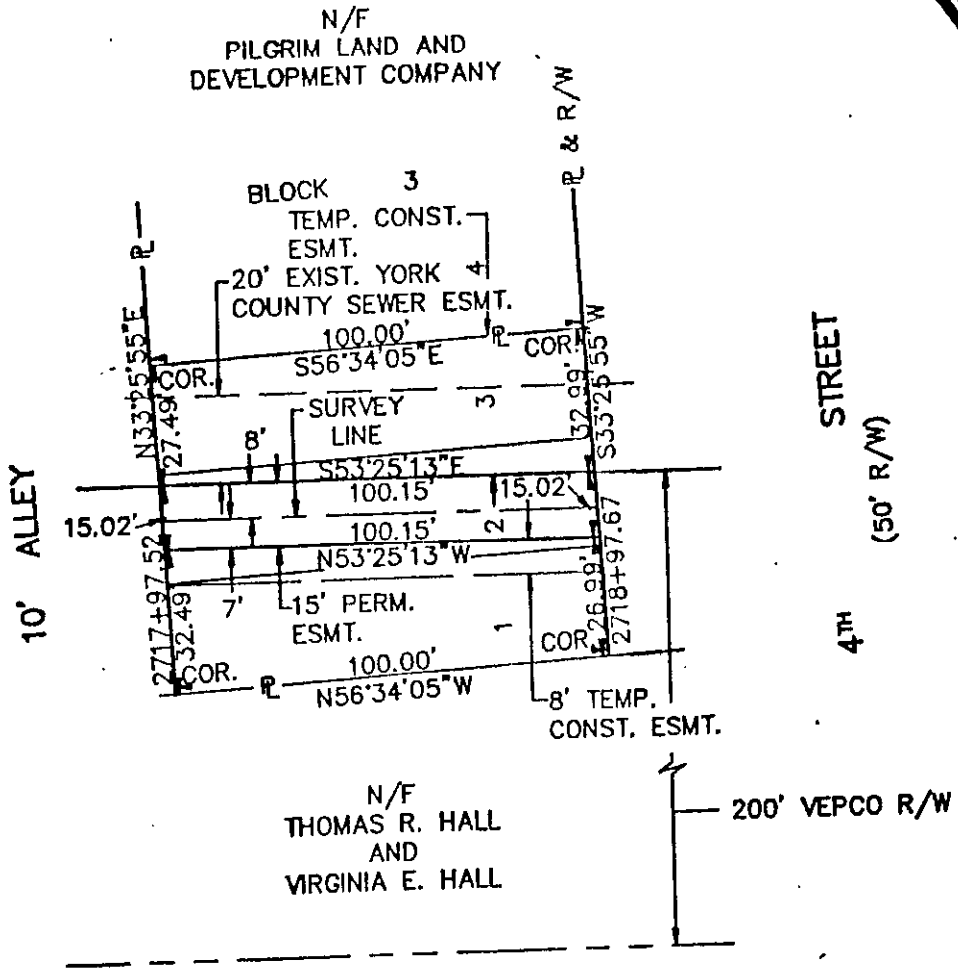 N/F
PILGRIM LAND AND
DEVELOPMENT COMPANY
PL & R/W
BLOCK 3
TEMP. CONST.
ESMT.
PL
20' EXIST. YORK
COUNTY SEWER ESMT.
4
100.00'
PL
S56°34'05"E
COR.
COR.
N33°25'55"E
27.49'
32.99'
S33°25'55"W
SURVEY
LINE
3
8'
S53°25'13"E
100.15'
15.02'
15.02'
100.15'
2
N53°25'13"W
7'
15' PERM.
ESMT.
1
2717+97.52
32.49'
26.99'
2718+97.67
COR.
COR.
100.00'
PL
N56°34'05"W
8' TEMP.
CONST. ESMT.
10' ALLEY
4TH STREET
(50' R/W)
N/F
THOMAS R. HALL
AND
VIRGINIA E. HALL
200' VEPCO R/W